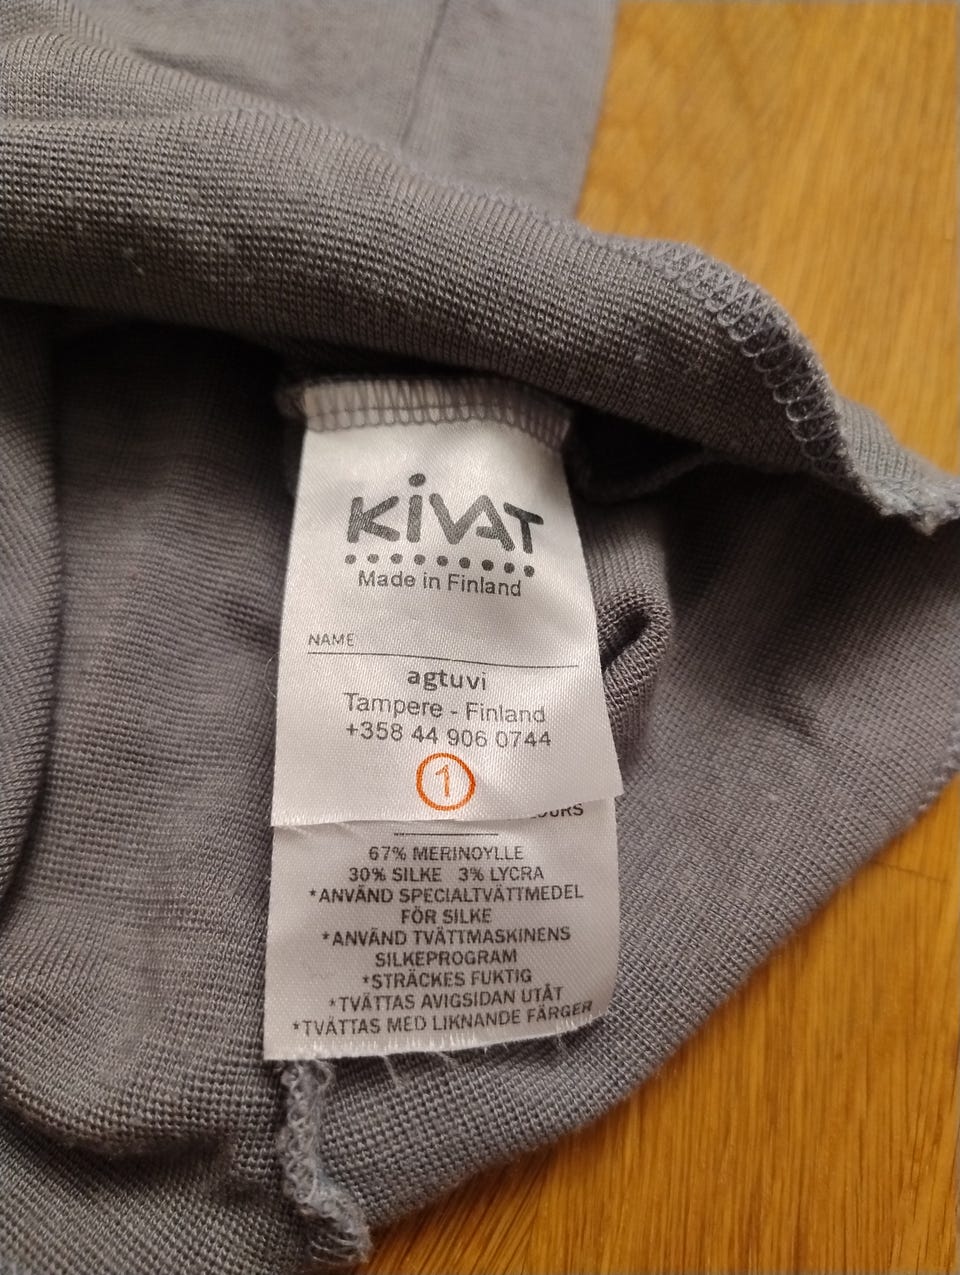 KiVAT
Made in Finland
NAME
agtuvi
Tampere - Finland
+358 44 906 0744
1
67% MERINOYLLE
30% SILKE 3% LYCRA
*ANVÄND SPECIALTVÄTTMEDEL
FÖR SILKE
*ANVÄND TVÄTTMASKINENS
SILKEPROGRAM
*STRÄCKES FUKTIG
*TVÄTTAS AVIGSIDAN UTÅT
*TVÄTTAS MED LIKNANDE FÄRGER